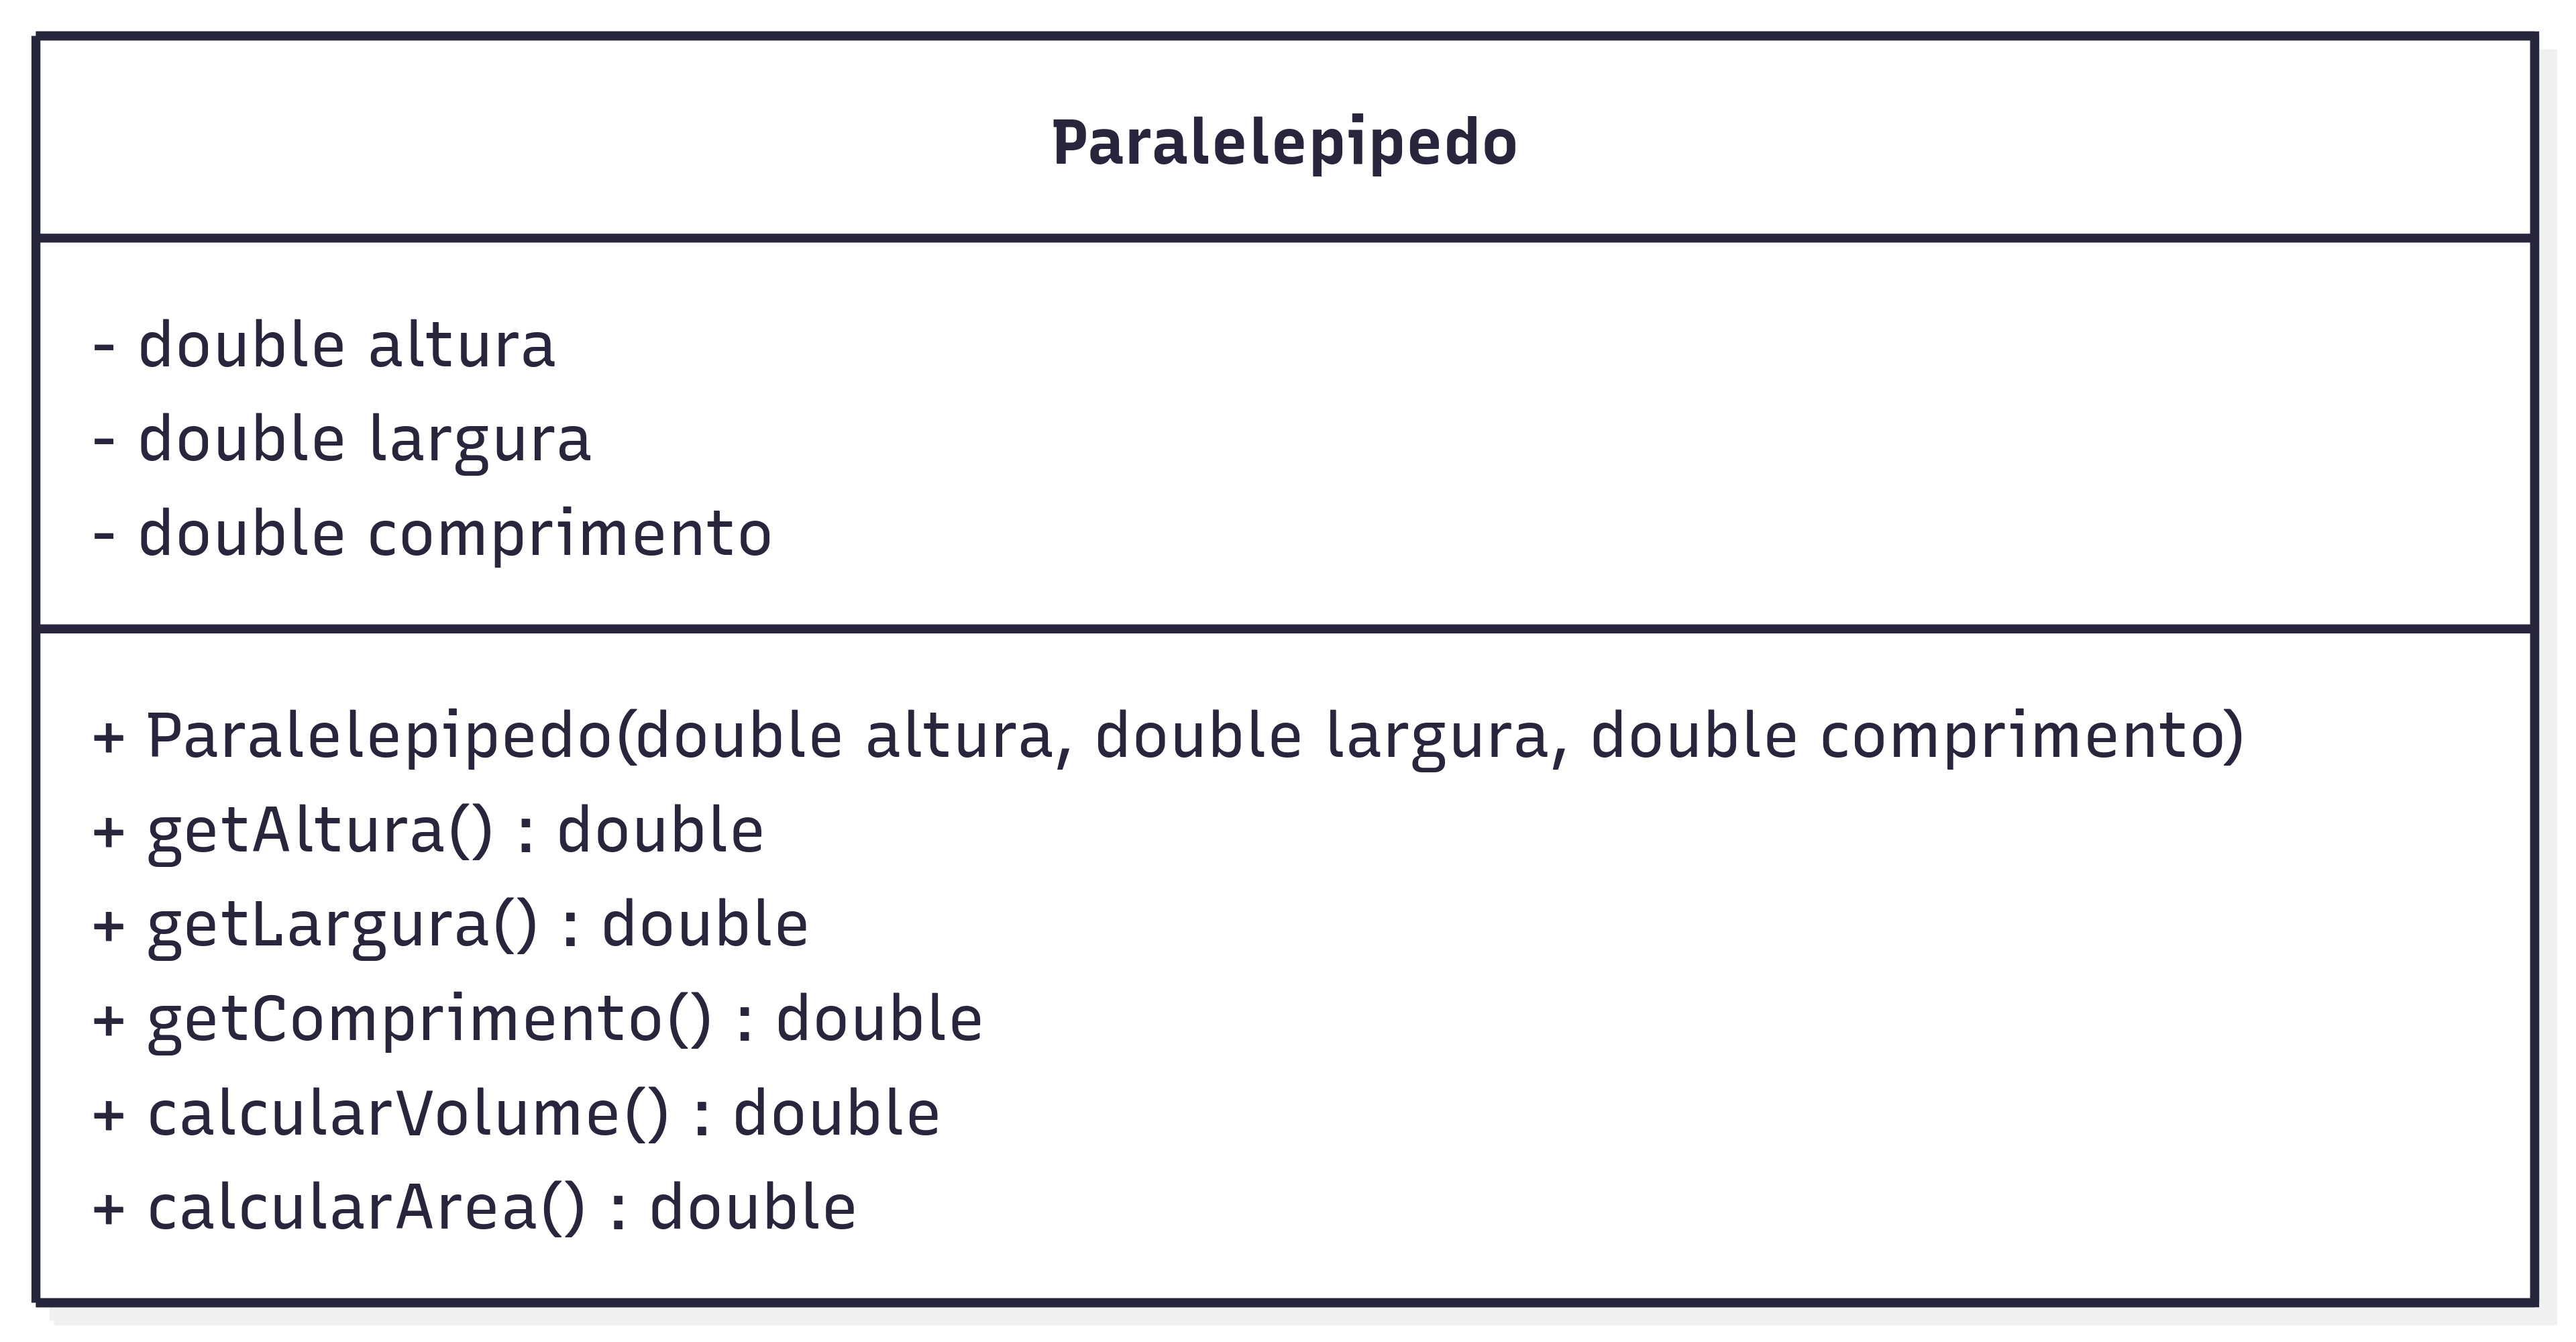 Paralelepipedo
- double altura
- double largura
- double comprimento
+ Paralelepipedo(double altura, double largura, double comprimento)
+ getAltura() : double
+ getLargura() : double
+ getComprimento() : double
+ calcularVolume() : double
+ calcularArea() : double